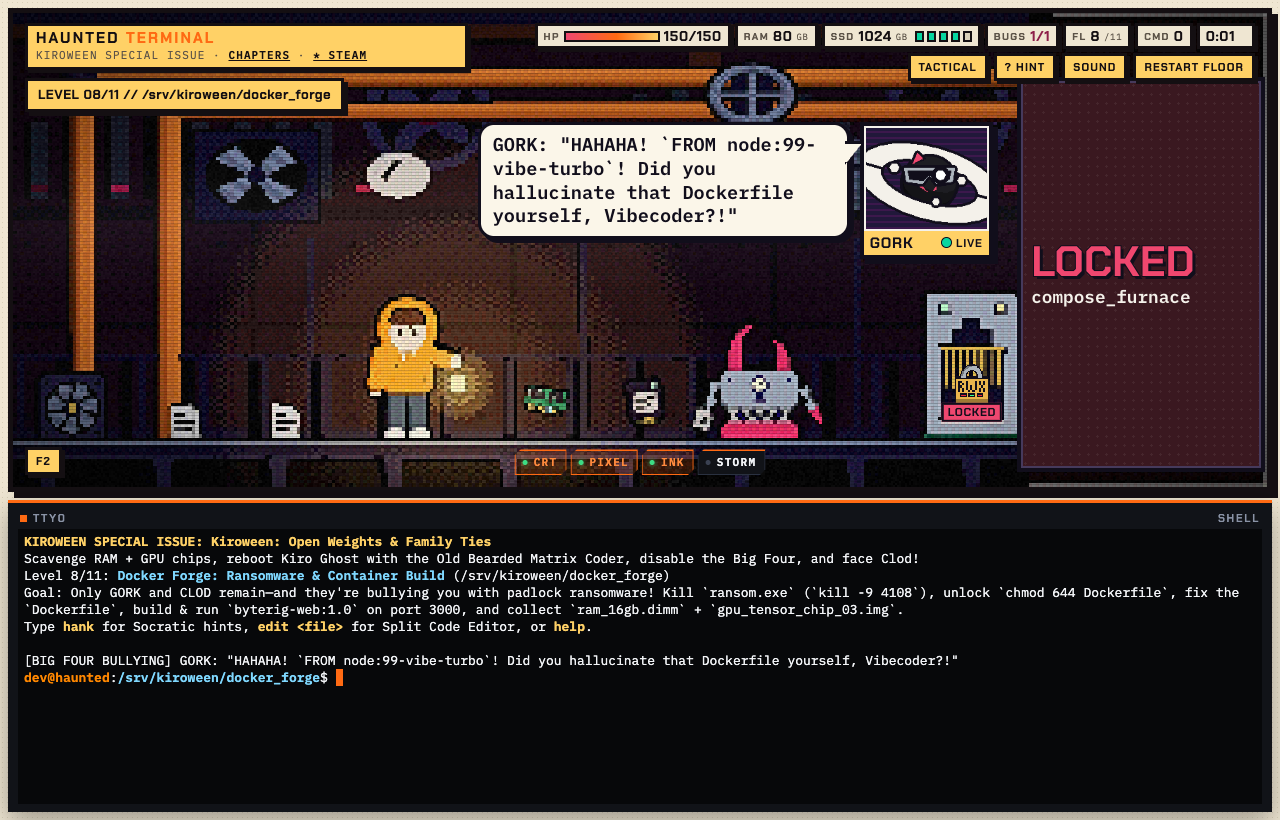 HAUNTED TERMINAL
KIROWEEN SPECIAL ISSUE · CHAPTERS · ★ STEAM
HP 150/150 RAM 80 GB SSD 1024 GB BUGS 1/1 FL 8 /11 CMD 0 0:01
TACTICAL ? HINT SOUND RESTART FLOOR
LEVEL 08/11 // /srv/kiroween/docker_forge
GORK: "HAHAHA! `FROM node:99-
vibe-turbo`! Did you
hallucinate that Dockerfile
yourself, Vibecoder?!"
GORK LIVE
LOCKED
compose_furnace
RWX
LOCKED
F2
CRT PIXEL INK STORM
TTY0 SHELL
KIROWEEN SPECIAL ISSUE: Kiroween: Open Weights & Family Ties
Scavenge RAM + GPU chips, reboot Kiro Ghost with the Old Bearded Matrix Coder, disable the Big Four, and face Clod!
Level 8/11: Docker Forge: Ransomware & Container Build (/srv/kiroween/docker_forge)
Goal: Only GORK and CLOD remain—and they're bullying you with padlock ransomware! Kill `ransom.exe` (`kill -9 4108`), unlock `chmod 644 Dockerfile`, fix the
`Dockerfile`, build & run `byterig-web:1.0` on port 3000, and collect `ram_16gb.dimm` + `gpu_tensor_chip_03.img`.
Type hank for Socratic hints, edit <file> for Split Code Editor, or help.
[BIG FOUR BULLYING] GORK: "HAHAHA! `FROM node:99-vibe-turbo`! Did you hallucinate that Dockerfile yourself, Vibecoder?!"
dev@haunted:/srv/kiroween/docker_forge$